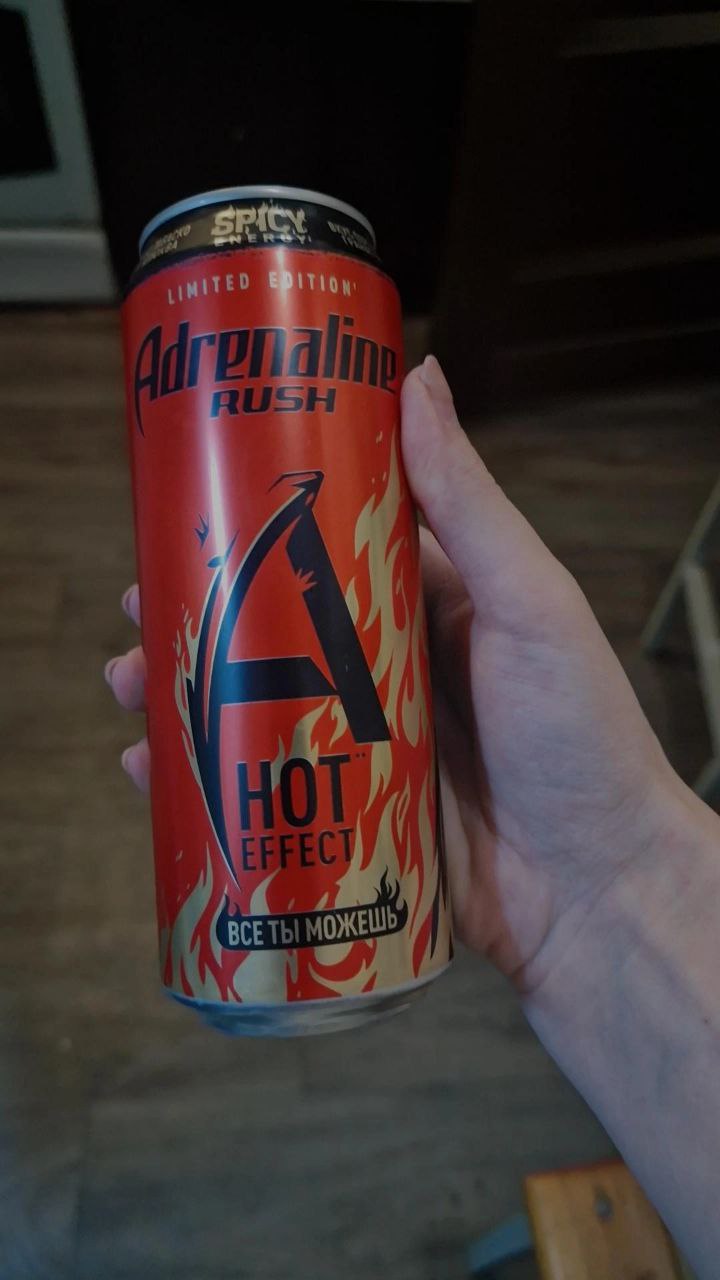 SPICY
ENERGY
LIMITED EDITION
Adrenaline
RUSH
A
HOT
EFFECT
ВСЕ ТЫ МОЖЕШЬ